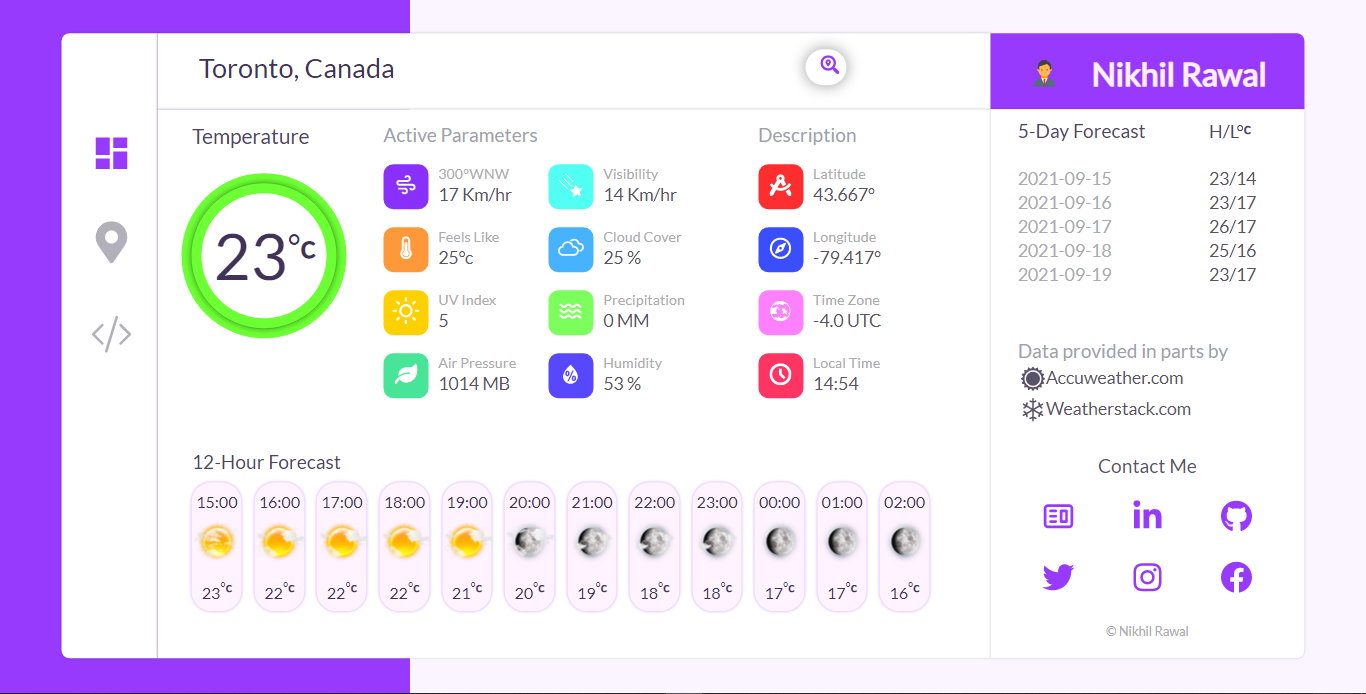 Toronto, Canada
Nikhil Rawal
Temperature
23°c
Active Parameters
300°WNW
17 Km/hr
Visibility
14 Km/hr
Feels Like
25°c
Cloud Cover
25 %
UV Index
5
Precipitation
0 MM
Air Pressure
1014 MB
Humidity
%
53 %
Description
Latitude
43.667°
Longitude
-79.417°
Time Zone
-4.0 UTC
Local Time
14:54
12-Hour Forecast
15:00 16:00 17:00 18:00 19:00 20:00 21:00 22:00 23:00 00:00 01:00 02:00
23°c 22°c 22°c 22°c 21°c 20°c 19°c 18°c 18°c 17°c 17°c 16°c
5-Day Forecast H/L°c
2021-09-15 23/14
2021-09-16 23/17
2021-09-17 26/17
2021-09-18 25/16
2021-09-19 23/17
Data provided in parts by
Accuweather.com
Weatherstack.com
Contact Me
© Nikhil Rawal